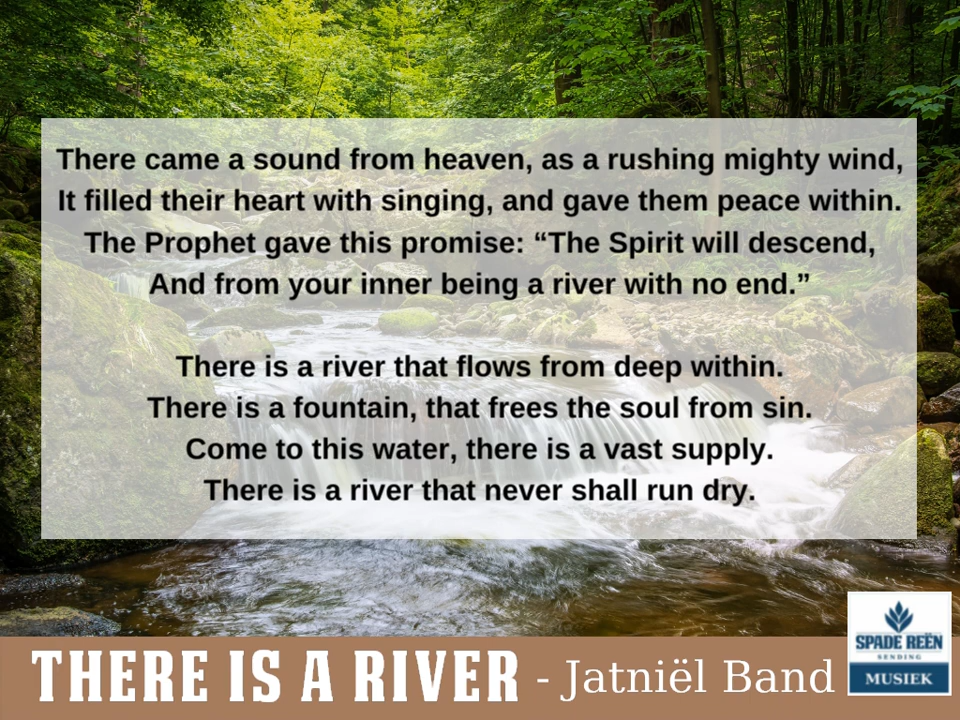 There came a sound from heaven, as a rushing mighty wind,
It filled their heart with singing, and gave them peace within.
The Prophet gave this promise: “The Spirit will descend,
And from your inner being a river with no end.”
There is a river that flows from deep within.
There is a fountain, that frees the soul from sin.
Come to this water, there is a vast supply.
There is a river that never shall run dry.
THERE IS A RIVER - Jatniël Band
SPADE REËN
SENDING
MUSIEK